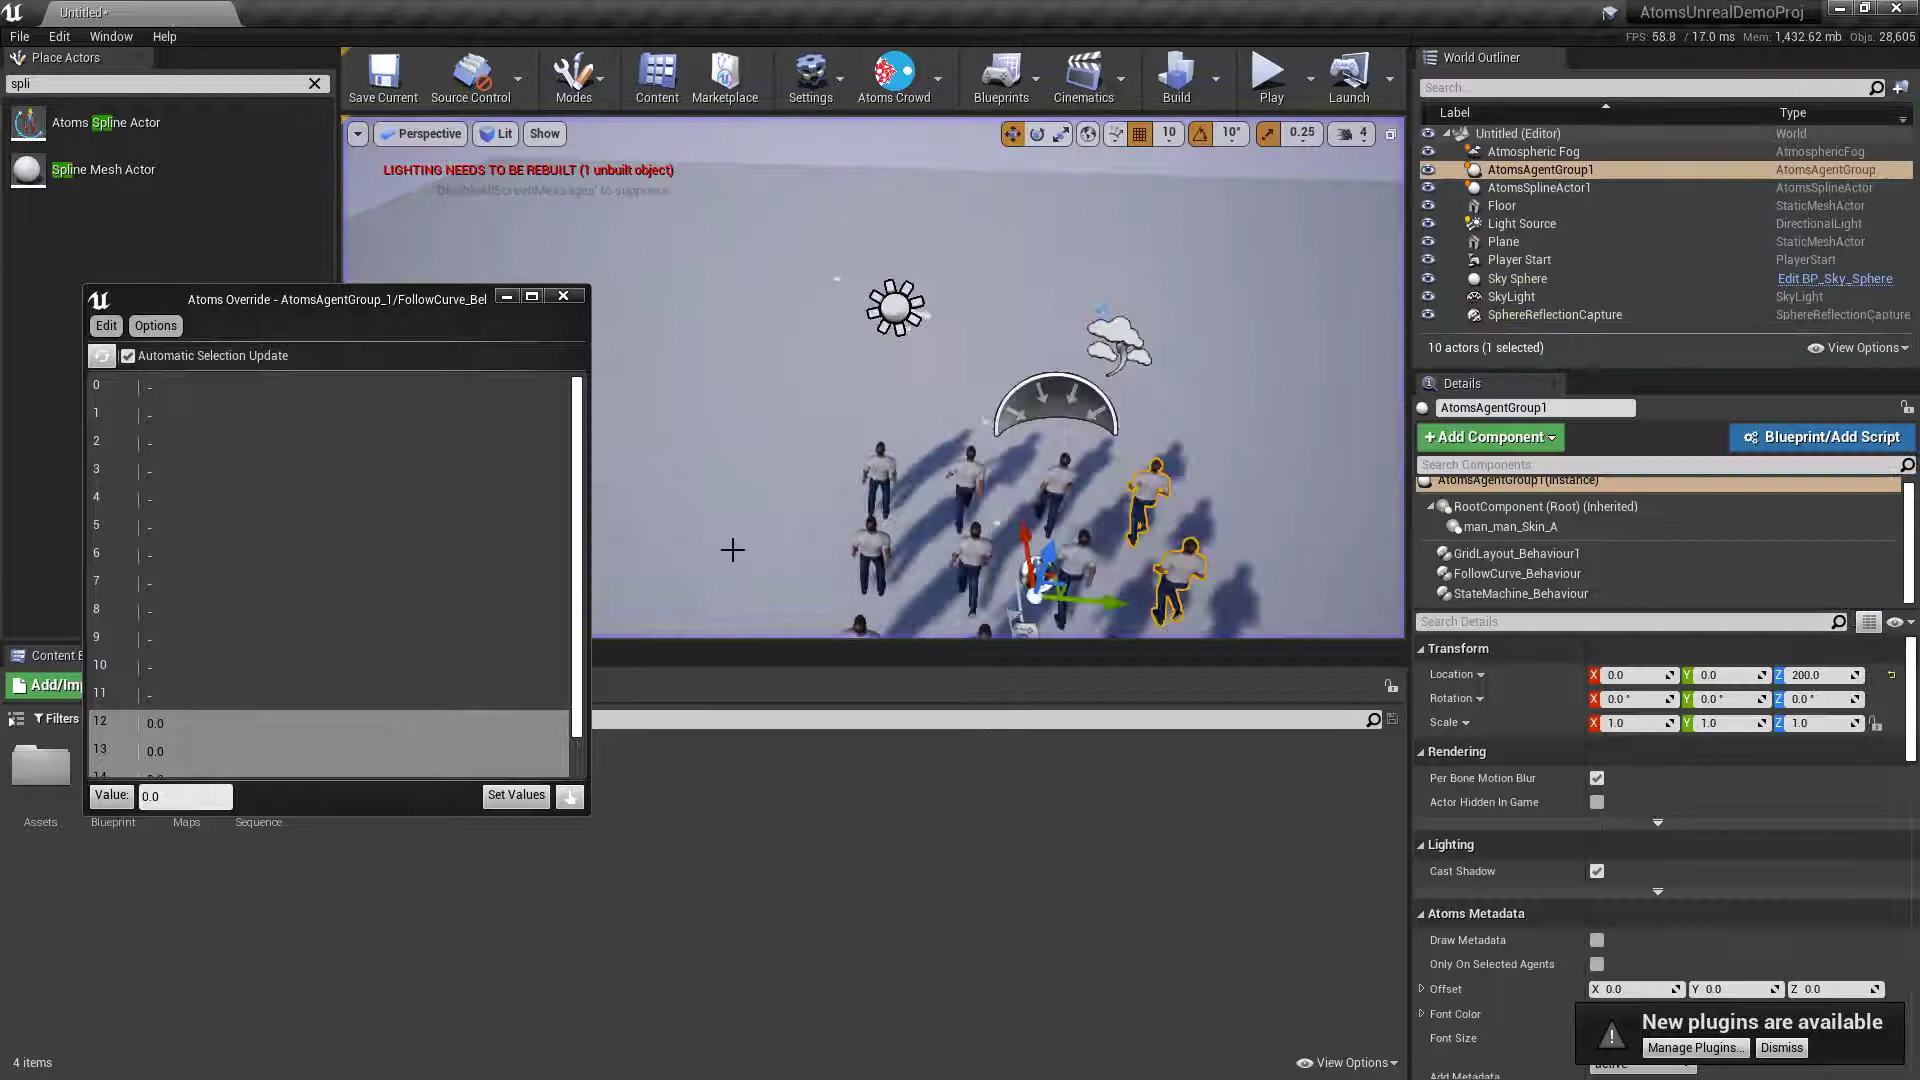 Untitled*
AtomsUnrealDemoProj
File Edit Window Help
FPS: 58.8 / 17.0 ms Mem: 1,432.62 mb Objs: 28,605
Place Actors
spli
Atoms Spline Actor
Spline Mesh Actor
Save Current
Source Control
Modes
Content
Marketplace
Settings
Atoms Crowd
Blueprints
Cinematics
Build
Play
Launch
Perspective
Lit
Show
10
10°
0.25
4
LIGHTING NEEDS TO BE REBUILT (1 unbuilt object)
'DisableAllScreenMessages' to suppress
World Outliner
Search...
Label Type
Untitled (Editor) World
Atmospheric Fog AtmosphericFog
AtomsAgentGroup1 AtomsAgentGroup
AtomsSplineActor1 AtomsSplineActor
Floor StaticMeshActor
Light Source DirectionalLight
Plane StaticMeshActor
Player Start PlayerStart
Sky Sphere Edit BP_Sky_Sphere
SkyLight SkyLight
SphereReflectionCapture SphereReflectionCapture
10 actors (1 selected)
View Options
Atoms Override - AtomsAgentGroup_1/FollowCurve_Bel
Edit Options
Automatic Selection Update
0 -
1 -
2 -
3 -
4 -
5 -
6 -
7 -
8 -
9 -
10 -
11 -
12 0.0
13 0.0
14 0.0
Value: 0.0
Set Values
Content B
Add/Imp
Filters
Assets
Blueprint
Maps
Sequence
4 items
View Options
Details
AtomsAgentGroup1
+Add Component
Blueprint/Add Script
Search Components
AtomsAgentGroup1(Instance)
RootComponent (Root) (Inherited)
man_man_Skin_A
GridLayout_Behaviour1
FollowCurve_Behaviour
StateMachine_Behaviour
Search Details
Transform
Location X 0.0 Y 0.0 Z 200.0
Rotation X 0.0° Y 0.0° Z 0.0°
Scale X 1.0 Y 1.0 Z 1.0
Rendering
Per Bone Motion Blur
Actor Hidden In Game
Lighting
Cast Shadow
Atoms Metadata
Draw Metadata
Only On Selected Agents
Offset X 0.0 Y 0.0 Z 0.0
Font Color
Font Size
Add Metadata
active
New plugins are available
Manage Plugins...
Dismiss